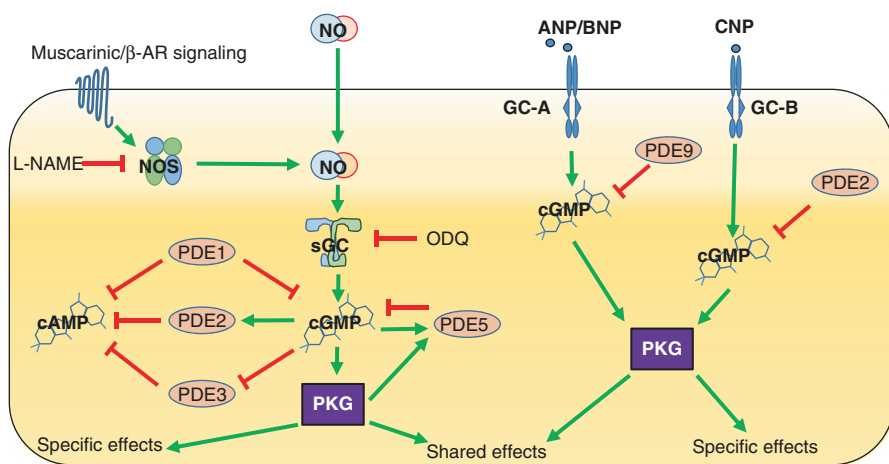 NO
ANP/BNP
CNP
Muscarinic/β-AR signaling
GC-A
GC-B
L-NAME
NOS
NO
PDE9
PDE2
cGMP
sGC
ODQ
PDE1
cGMP
cAMP
PDE2
cGMP
PDE5
PKG
PDE3
PKG
Specific effects
Shared effects
Specific effects